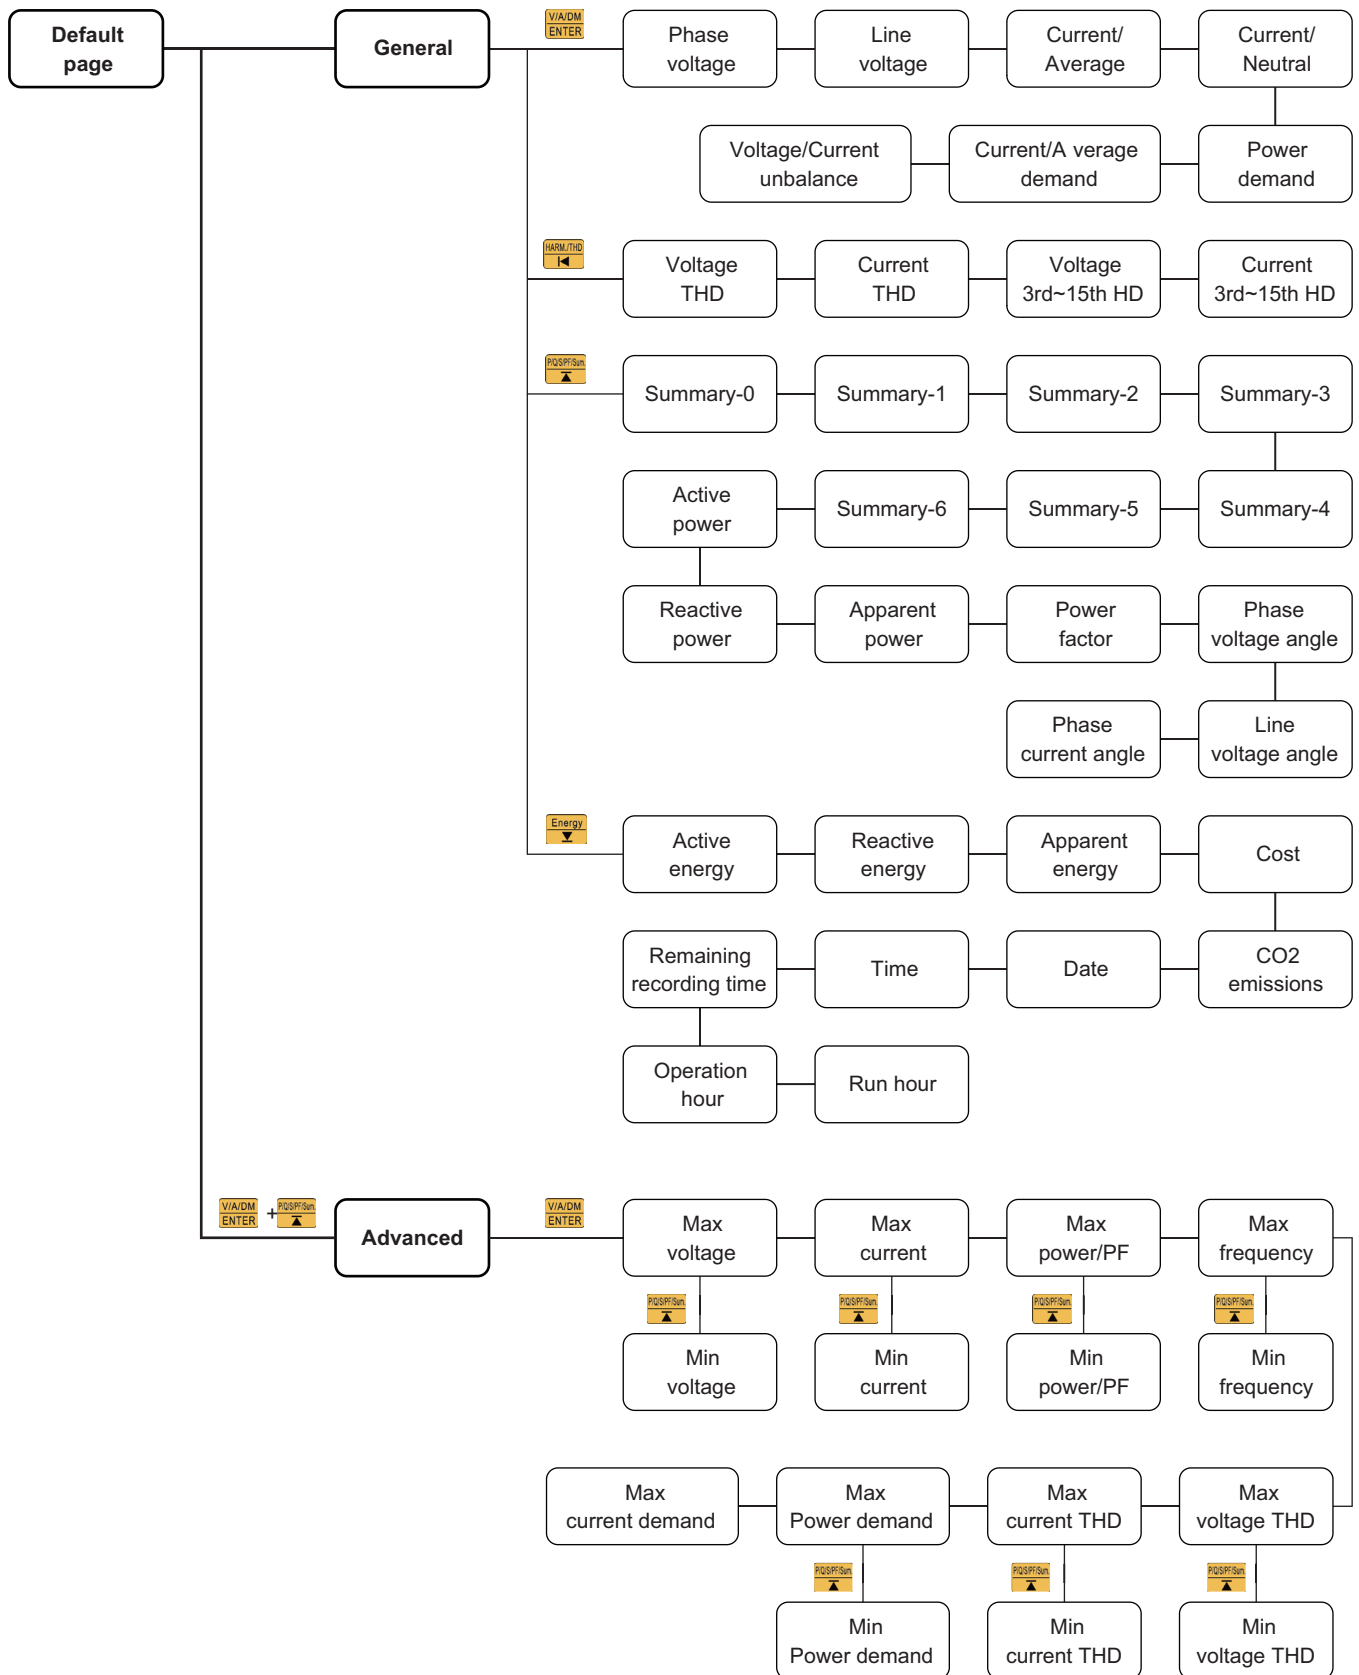 Default
page
General
V/A/DM
ENTER
Phase
voltage
Line
voltage
Current/
Average
Current/
Neutral
Voltage/Current
unbalance
Current/A verage
demand
Power
demand
HARM./THD
Voltage
THD
Current
THD
Voltage
3rd~15th HD
Current
3rd~15th HD
P/Q/S/PF/Sum.
Summary-0
Summary-1
Summary-2
Summary-3
Active
power
Summary-6
Summary-5
Summary-4
Reactive
power
Apparent
power
Power
factor
Phase
voltage angle
Phase
current angle
Line
voltage angle
Energy
Active
energy
Reactive
energy
Apparent
energy
Cost
Remaining
recording time
Time
Date
CO2
emissions
Operation
hour
Run hour
V/A/DM
ENTER
+
P/Q/S/PF/Sum.
Advanced
V/A/DM
ENTER
Max
voltage
Max
current
Max
power/PF
Max
frequency
P/Q/S/PF/Sum.
P/Q/S/PF/Sum.
P/Q/S/PF/Sum.
P/Q/S/PF/Sum.
Min
voltage
Min
current
Min
power/PF
Min
frequency
Max
current demand
Max
Power demand
Max
current THD
Max
voltage THD
P/Q/S/PF/Sum.
P/Q/S/PF/Sum.
P/Q/S/PF/Sum.
Min
Power demand
Min
current THD
Min
voltage THD